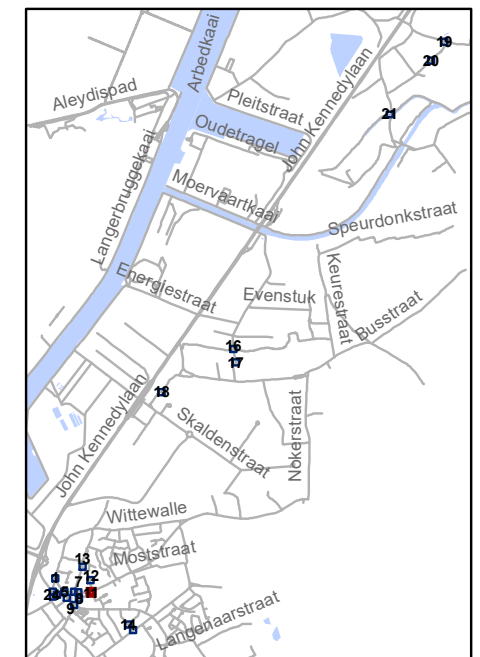 19
20
Arbedkaai
Aleydispad
Pleitstraat
John Kennedylaan
21
Oudetragel
Langerbruggekaai
Moervaartkaai
Speurdonkstraat
Energiestraat
Evenstuk
Keurestraat
Busstraat
16
17
18
John Kennedylaan
Skaldenstraat
Nokerstraat
Wittewalle
Moststraat
13
12
7
11
8
9
14
Langenaarstraat